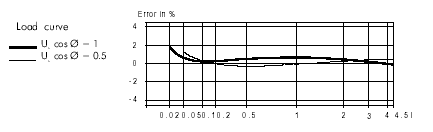 Error in %
Load curve
U, cos Ø – 1
U, cos Ø – 0.5
4
2
0
-2
-4
0.02 0.05 0.1 0.2 0.5 1 2 3 4 4.5 I